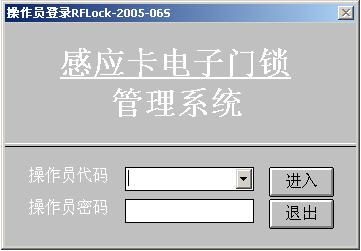 操作员登录RFLock-2005-06S
感应卡电子门锁
管理系统
操作员代码
进入
操作员密码
退出